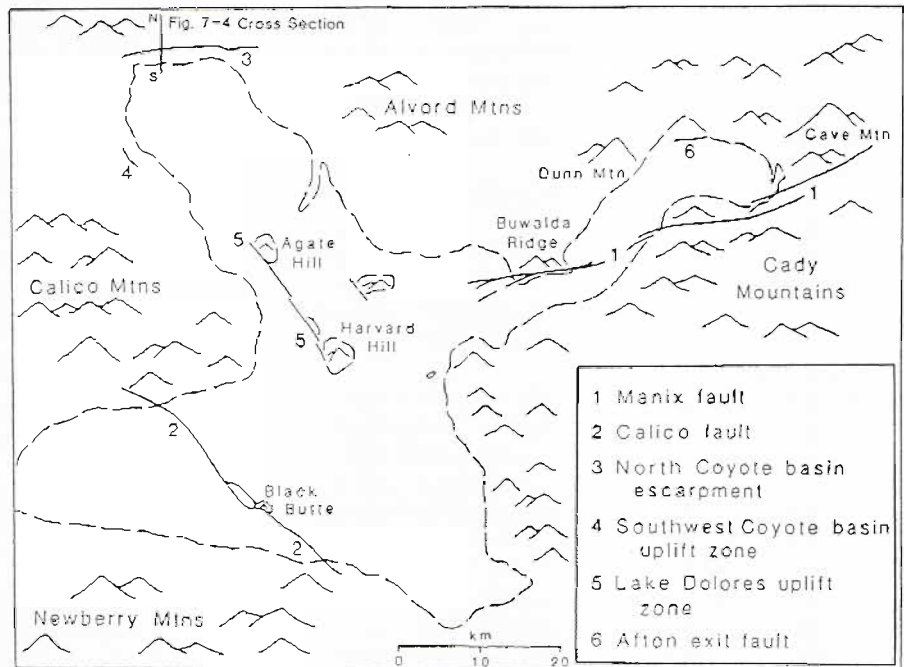 N
Fig. 7-4 Cross Section
S
3
Alvord Mtns
Cave Mtn
6
Dunn Mtn
4
1
Buwalda
Ridge
1
5
Agate
Hill
Cady
Mountains
Calico Mtns
5
Harvard
Hill
2
Black
Butte
2
Newberry Mtns
km
0 10 20
1 Manix fault
2 Calico fault
3 North Coyote basin
escarpment
4 Southwest Coyote basin
uplift zone
5 Lake Dolores uplift
zone
6 Afton exit fault